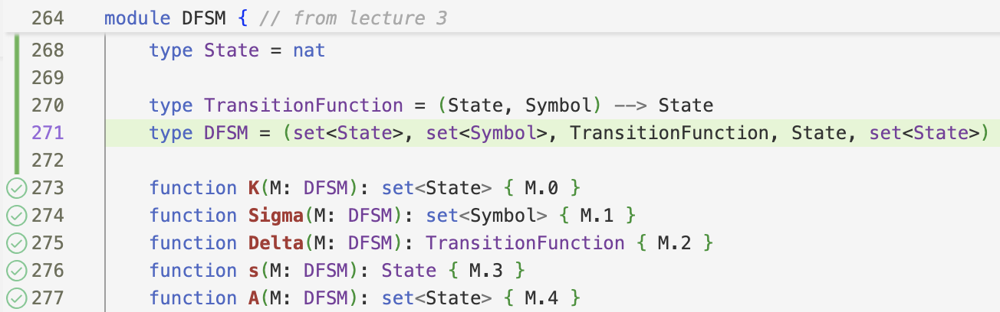 264 module DFSM { // from lecture 3
268 type State = nat
269
270 type TransitionFunction = (State, Symbol) --> State
271 type DFSM = (set<State>, set<Symbol>, TransitionFunction, State, set<State>)
272
273 function K(M: DFSM): set<State> { M.0 }
274 function Sigma(M: DFSM): set<Symbol> { M.1 }
275 function Delta(M: DFSM): TransitionFunction { M.2 }
276 function s(M: DFSM): State { M.3 }
277 function A(M: DFSM): set<State> { M.4 }